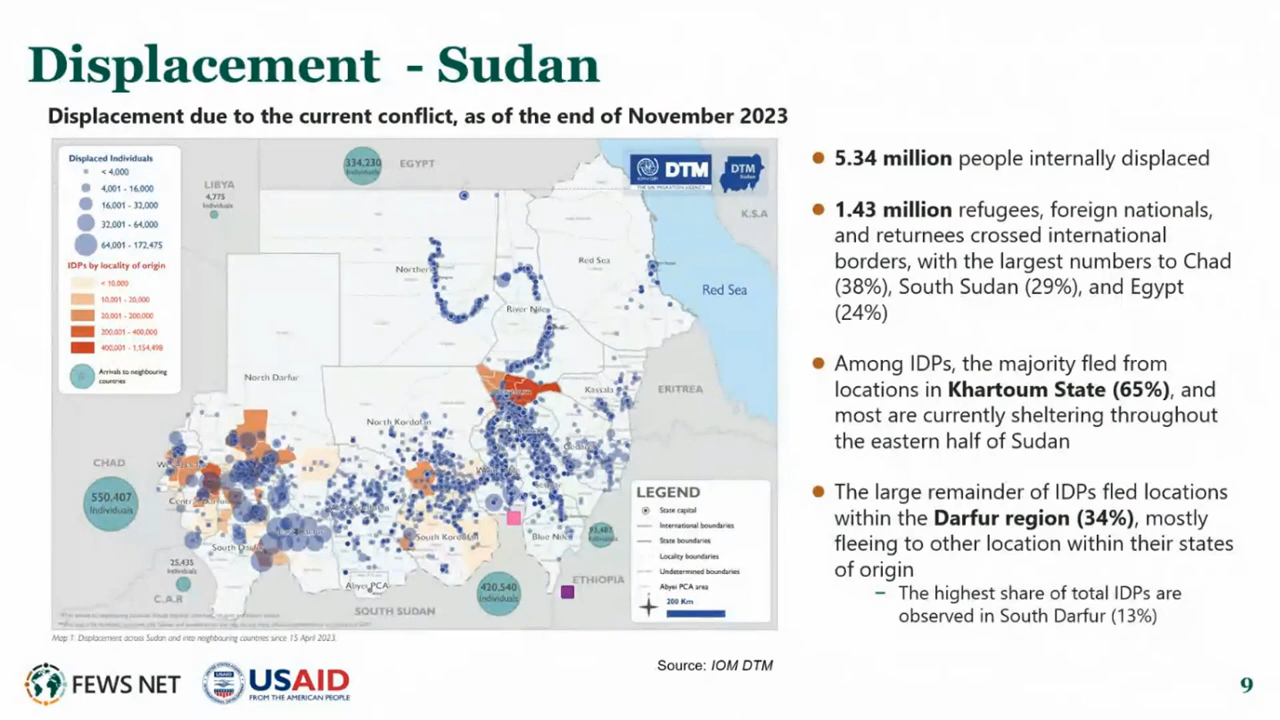 Displacement - Sudan
Displacement due to the current conflict, as of the end of November 2023
Displaced Individuals
< 4,000
4,001 - 16,000
16,001 - 32,000
32,001 - 64,000
64,001 - 172,475
IDPs by locality of origin
< 10,000
10,001 - 20,000
20,001 - 200,000
200,001 - 400,000
400,001 - 1,154,498
Arrivals to neighbouring
countries
334,230
Individuals
EGYPT
LIBYA
4,775
Individuals
DTM
THE UN MIGRATION AGENCY
DTM
Sudan
K.S.A
Northern
Red Sea
Red Sea
River Nile
North Darfur
Kassala
ERITREA
North Kordofan
CHAD
550,407
Individuals
South Kordofan
Blue Nile
South Darfur
25,435
Individuals
C.A.R
Abyei PCA
420,540
Individuals
SOUTH SUDAN
ETHIOPIA
LEGEND
State capital
International boundaries
State boundaries
Locality boundaries
Undetermined boundaries
Abyei PCA area
200 Km
Map 1: Displacement across Sudan and into neighbouring countries since 15 April 2023.
Source: IOM DTM
5.34 million people internally displaced
1.43 million refugees, foreign nationals,
and returnees crossed international
borders, with the largest numbers to Chad
(38%), South Sudan (29%), and Egypt
(24%)
Among IDPs, the majority fled from
locations in Khartoum State (65%), and
most are currently sheltering throughout
the eastern half of Sudan
The large remainder of IDPs fled locations
within the Darfur region (34%), mostly
fleeing to other location within their states
of origin
– The highest share of total IDPs are
observed in South Darfur (13%)
FEWS NET
USAID
FROM THE AMERICAN PEOPLE
9